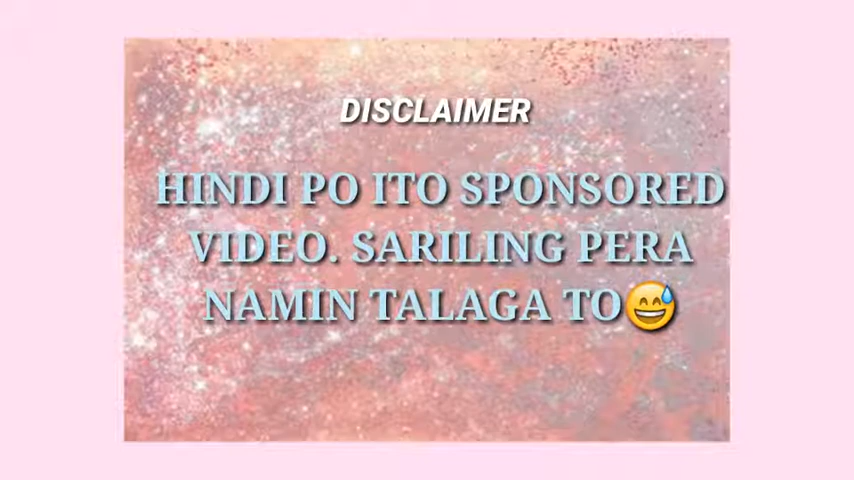 DISCLAIMER
HINDI PO ITO SPONSORED
VIDEO. SARILING PERA
NAMIN TALAGA TO😅